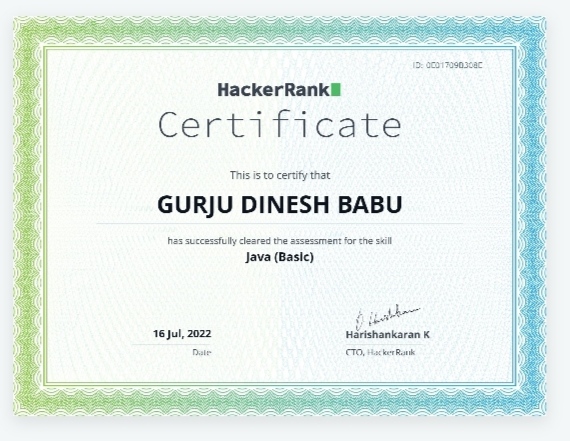 ID: 0E01709B308E
HackerRank
Certificate
This is to certify that
GURJU DINESH BABU
has successfully cleared the assessment for the skill
Java (Basic)
16 Jul, 2022
Date
Harishankaran K
CTO, HackerRank